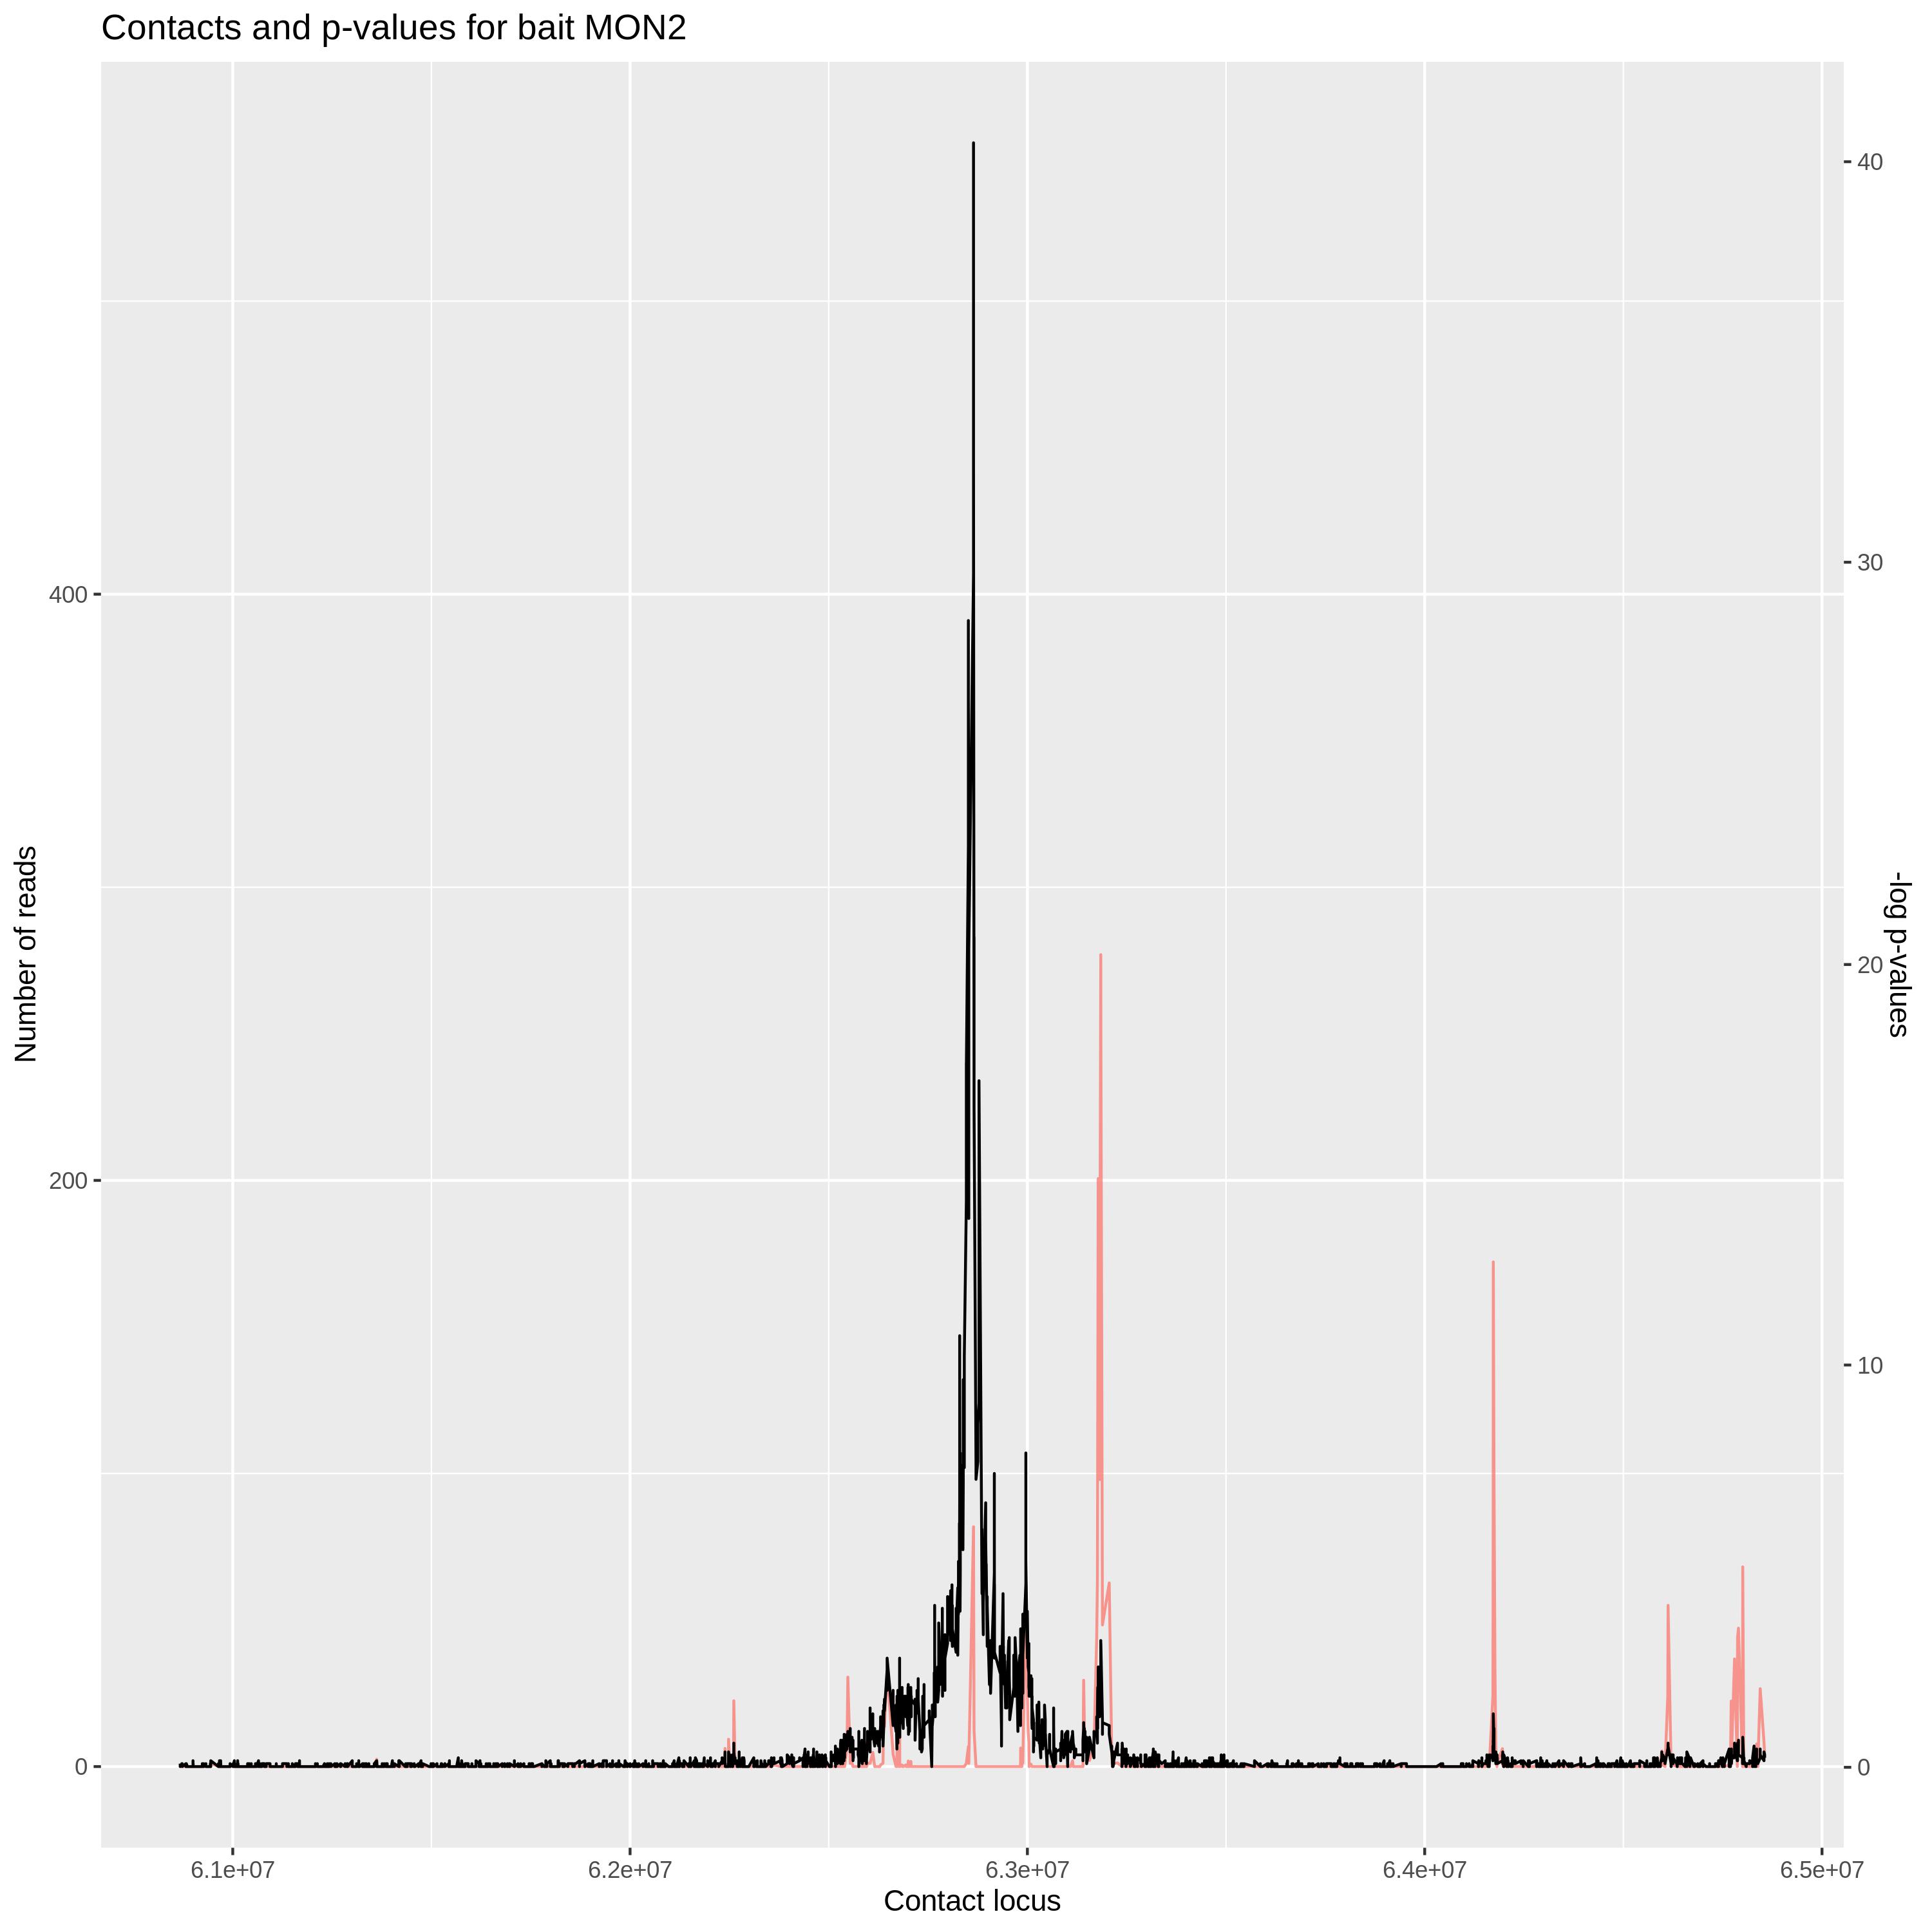 Contacts and p-values for bait MON2
Number of reads
400
200
0
40
30
20
10
0
-log p-values
6.1e+07
6.2e+07
6.3e+07
6.4e+07
6.5e+07
Contact locus